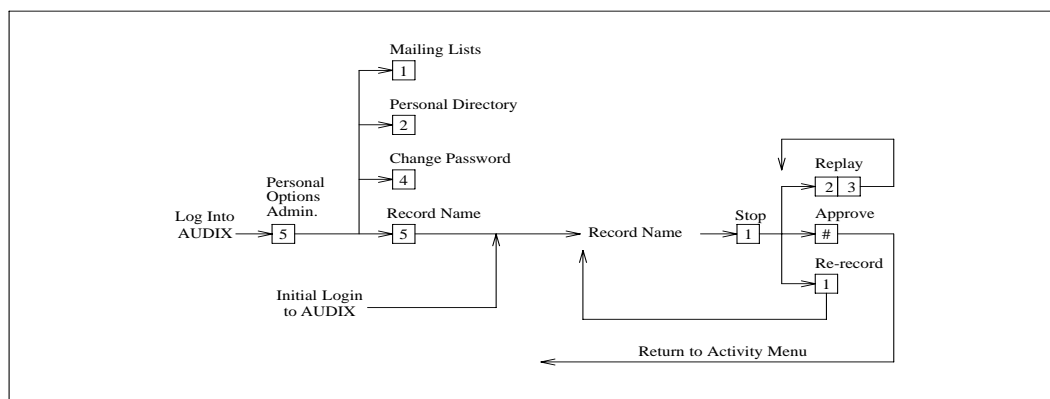 Mailing Lists
1
Personal Directory
2
Change Password
4
Personal
Options
Admin.
Log Into
AUDIX
5
Record Name
5
Initial Login
to AUDIX
Record Name
Stop
1
Replay
2 3
Approve
#
Re-record
1
Return to Activity Menu